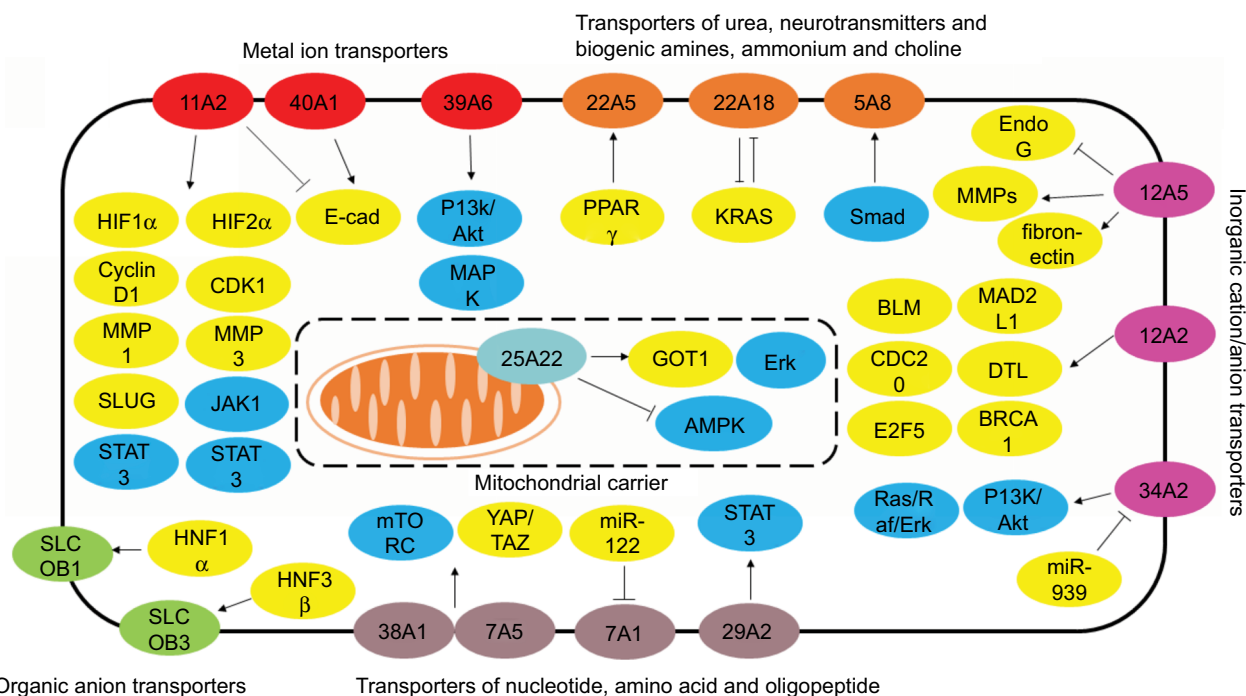 Transporters of urea, neurotransmitters and
biogenic amines, ammonium and choline
Metal ion transporters
11A2
40A1
39A6
22A5
22A18
5A8
Endo
G
MMPs
12A5
fibron-
ectin
HIF1α
HIF2α
E-cad
P13k/
Akt
PPAR
γ
KRAS
Smad
Cyclin
D1
CDK1
MAP
K
BLM
MAD2
L1
MMP
1
MMP
3
25A22
GOT1
Erk
CDC2
0
DTL
12A2
SLUG
JAK1
AMPK
E2F5
BRCA
1
STAT
3
STAT
3
Mitochondrial carrier
Inorganic cation/anion transporters
Ras/R
af/Erk
P13K/
Akt
34A2
mTO
RC
YAP/
TAZ
miR-
122
STAT
3
SLC
OB1
HNF1
α
HNF3
β
miR-
939
SLC
OB3
38A1
7A5
7A1
29A2
Organic anion transporters
Transporters of nucleotide, amino acid and oligopeptide